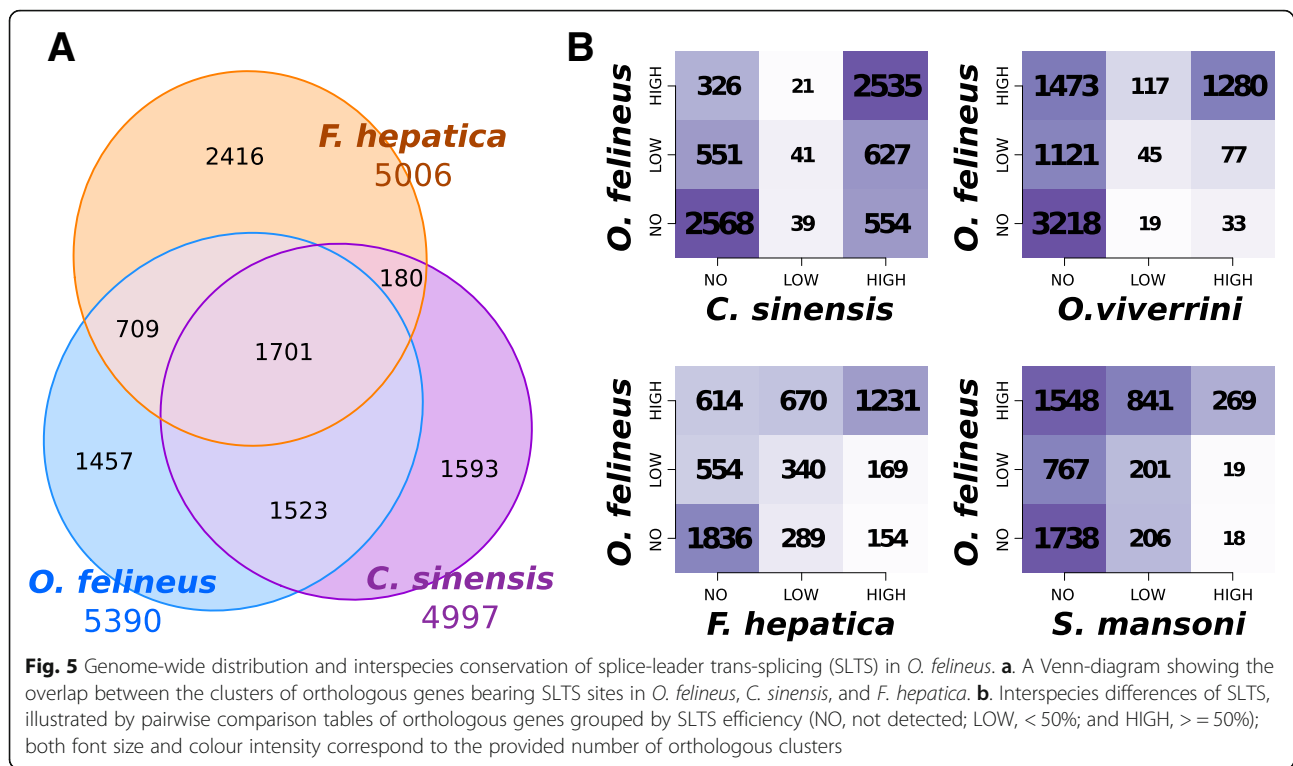 A
F. hepatica
5006
2416
180
709
1701
1457
1593
1523
O. felineus
5390
C. sinensis
4997
B
O. felineus
HIGH
LOW
NO
326 21 2535
551 41 627
2568 39 554
NO LOW HIGH
C. sinensis
O. felineus
HIGH
LOW
NO
1473 117 1280
1121 45 77
3218 19 33
NO LOW HIGH
O.viverrini
O. felineus
HIGH
LOW
NO
614 670 1231
554 340 169
1836 289 154
NO LOW HIGH
F. hepatica
O. felineus
HIGH
LOW
NO
1548 841 269
767 201 19
1738 206 18
NO LOW HIGH
S. mansoni
Fig. 5 Genome-wide distribution and interspecies conservation of splice-leader trans-splicing (SLTS) in O. felineus. a. A Venn-diagram showing the
overlap between the clusters of orthologous genes bearing SLTS sites in O. felineus, C. sinensis, and F. hepatica. b. Interspecies differences of SLTS,
illustrated by pairwise comparison tables of orthologous genes grouped by SLTS efficiency (NO, not detected; LOW, < 50%; and HIGH, > = 50%);
both font size and colour intensity correspond to the provided number of orthologous clusters